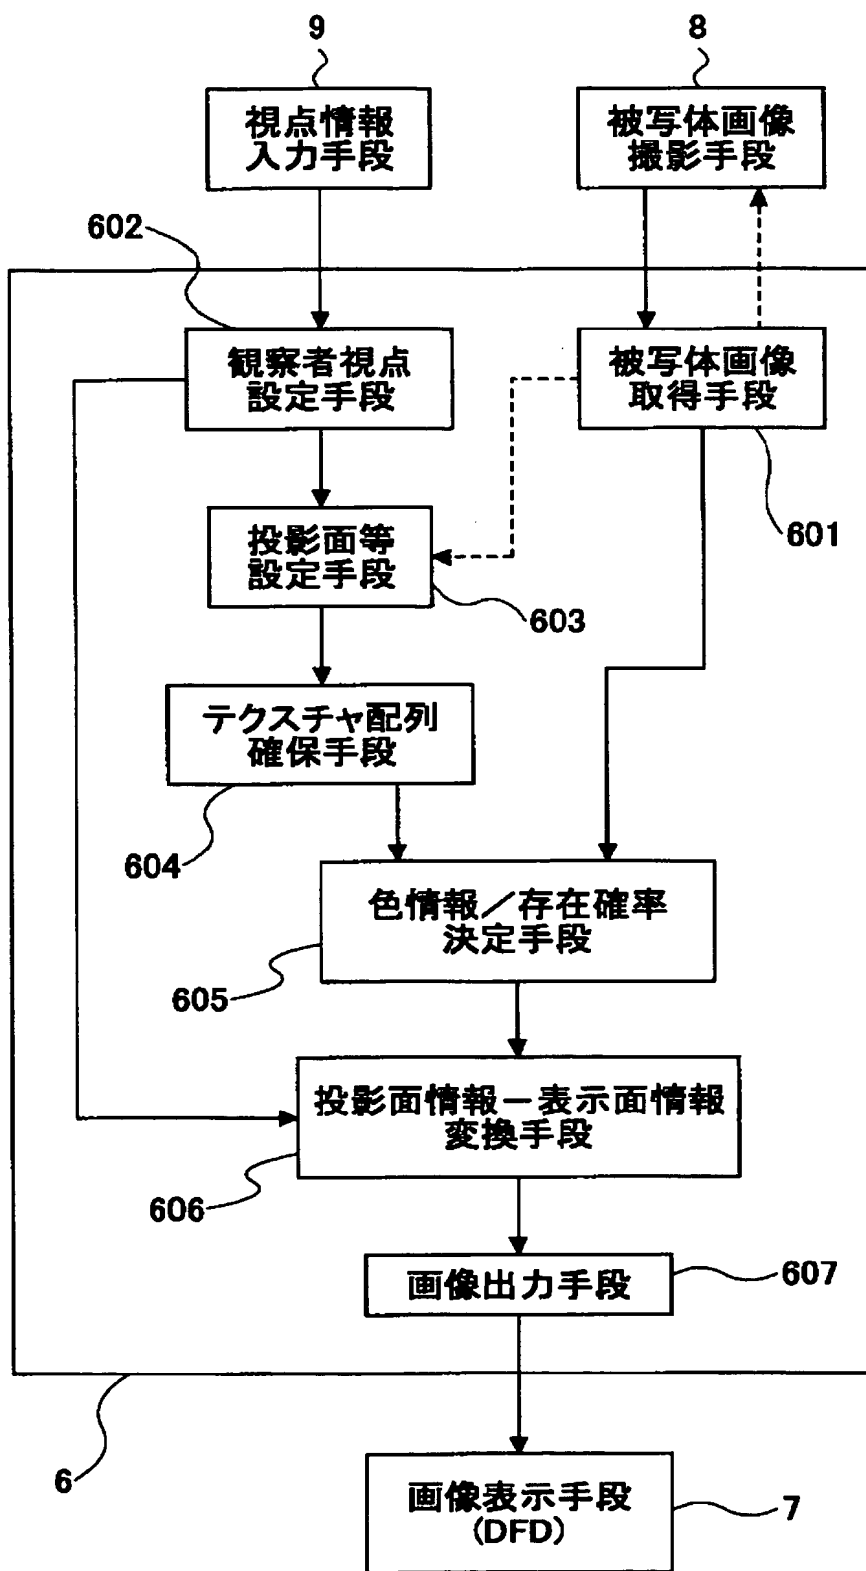 9
8
視点情報
入力手段
被写体画像
撮影手段
602
観察者視点
設定手段
被写体画像
取得手段
601
投影面等
設定手段
603
テクスチャ配列
確保手段
604
色情報／存在確率
決定手段
605
投影面情報－表示面情報
変換手段
606
画像出力手段
607
6
画像表示手段
(DFD)
7